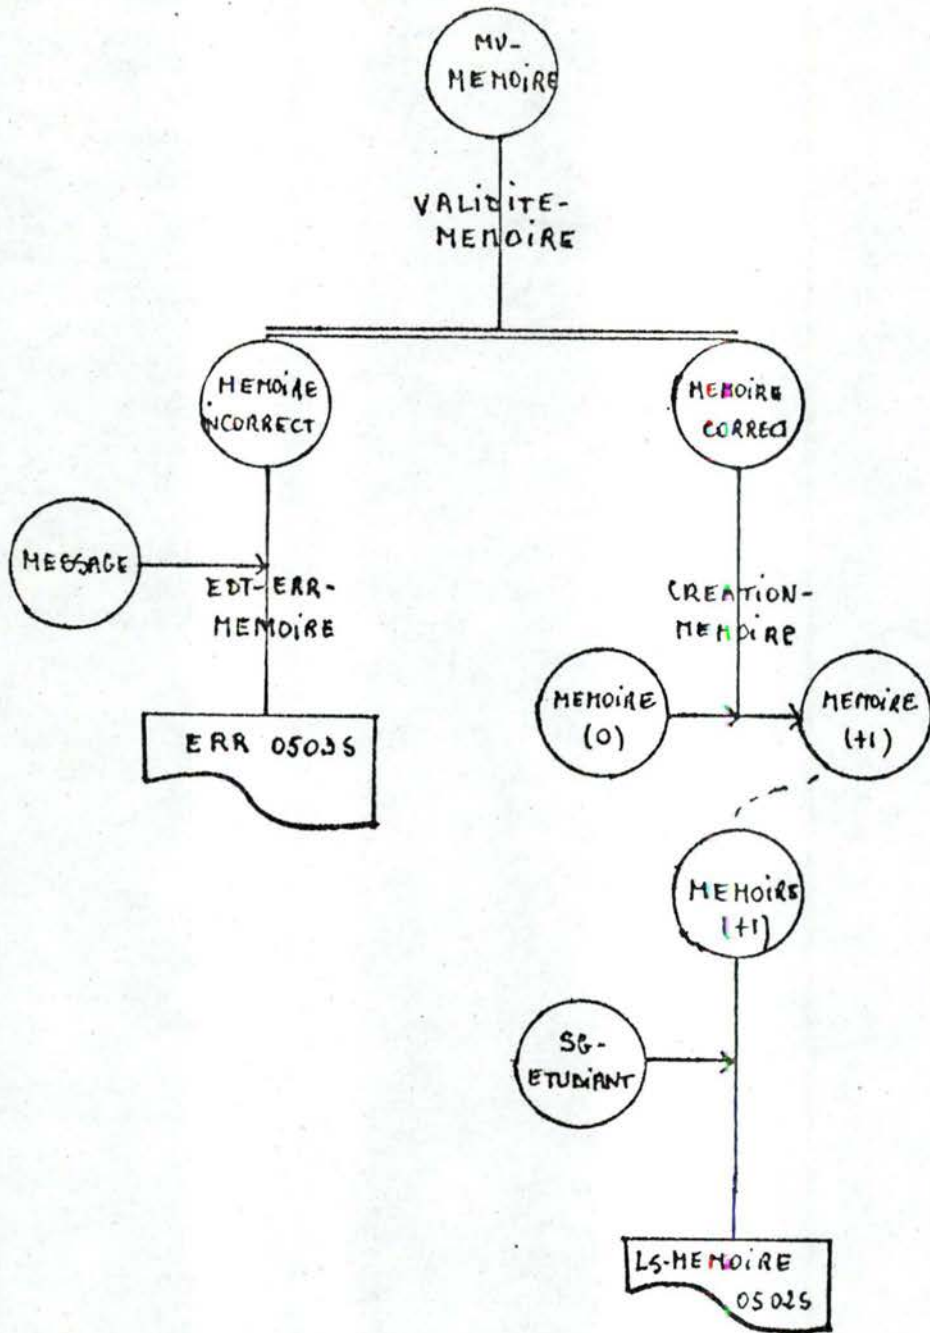 MV-
MEMOIRE
VALIDITE-
MEMOIRE
MEMOIRE
INCORRECT
MEMOIRE
CORRECT
MESSAGE
EDT-ERR-
MEMOIRE
CREATION-
MEMOIRE
MEMOIRE
(0)
MEMOIRE
(+1)
ERR
MEMOIRE
(+1)
SG-
ETUDIANT
LS-MEMOIRE
0502S